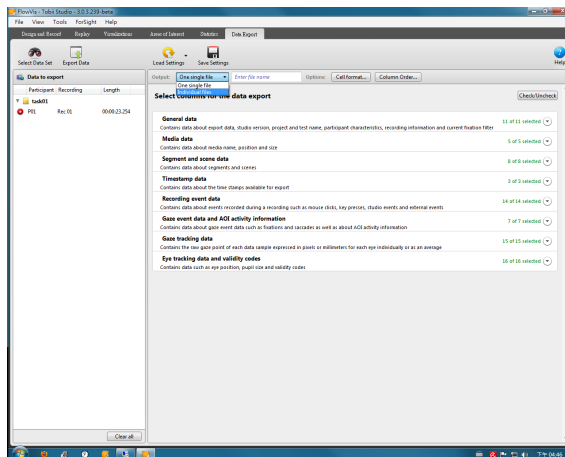 FlowVis - Tobii Studio - 3.0.3.239-beta
File View Tools ForSight Help
Design and Record Replay Visualizations Areas of Interest Statistics Data Export
Select Data Set Export Data Load Settings Save Settings Help
Data to export
Output: One single file Enter file name Options: Cell format... Column Order...
Participant Recording Length
One single file
Individual files
task01
P01 Rec 01 00:00:23.254
Select columns for the data export Check/Uncheck
General data 11 of 11 selected
Contains data about export data, studio version, project and test name, participant characteristics, recording information and current fixation filter
Media data 5 of 5 selected
Contains data about media name, position and size
Segment and scene data 8 of 8 selected
Contains data about segments and scenes
Timestamp data 3 of 3 selected
Contains data about the time stamps available for export
Recording event data 14 of 14 selected
Contains data about events recorded during a recording such as mouse clicks, key presses, studio events and external events
Gaze event data and AOI activity information 7 of 7 selected
Contains data about gaze event data such as fixations and saccades as well as about AOI activity information
Gaze tracking data 15 of 15 selected
Contains the raw gaze point of each data sample expressed in pixels or millimeters for each eye individually or as an average
Eye tracking data and validity codes 16 of 16 selected
Contains data such as eye position, pupil size and validity codes
Clear all
下午 04:46